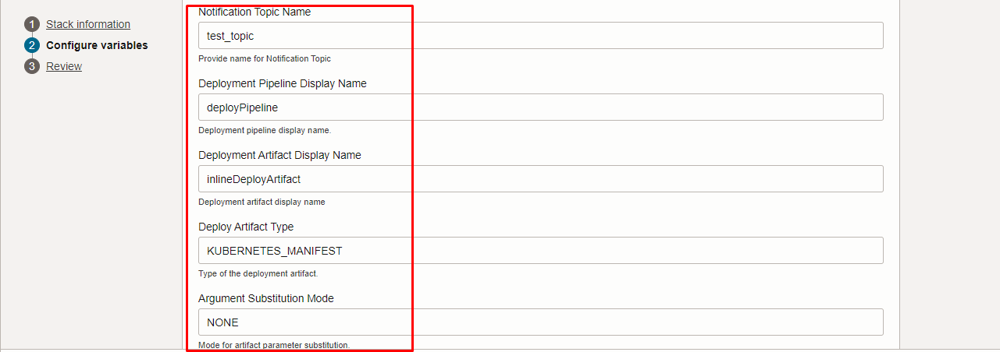 1 Stack information
2 Configure variables
3 Review
Notification Topic Name
test_topic
Provide name for Notification Topic
Deployment Pipeline Display Name
deployPipeline
Deployment pipeline display name.
Deployment Artifact Display Name
inlineDeployArtifact
Deployment artifact display name
Deploy Artifact Type
KUBERNETES_MANIFEST
Type of the deployment artifact.
Argument Substitution Mode
NONE
Mode for artifact parameter substitution.